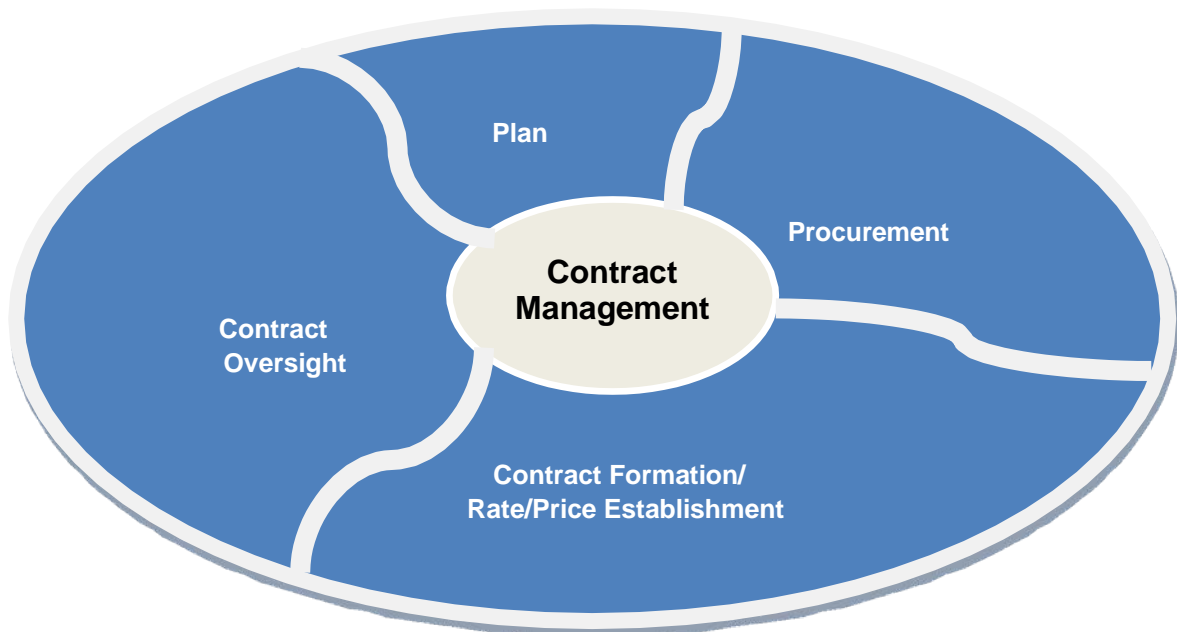 Plan
Procurement
Contract
Management
Contract
Oversight
Contract Formation/
Rate/Price Establishment